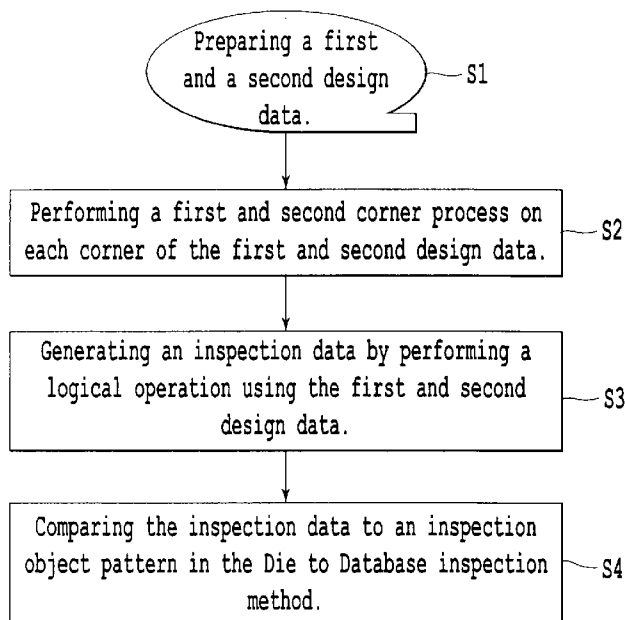 Preparing a first
and a second design
data.
S1
Performing a first and second corner process on
each corner of the first and second design data.
S2
Generating an inspection data by performing a
logical operation using the first and second
design data.
S3
Comparing the inspection data to an inspection
object pattern in the Die to Database inspection
method.
S4